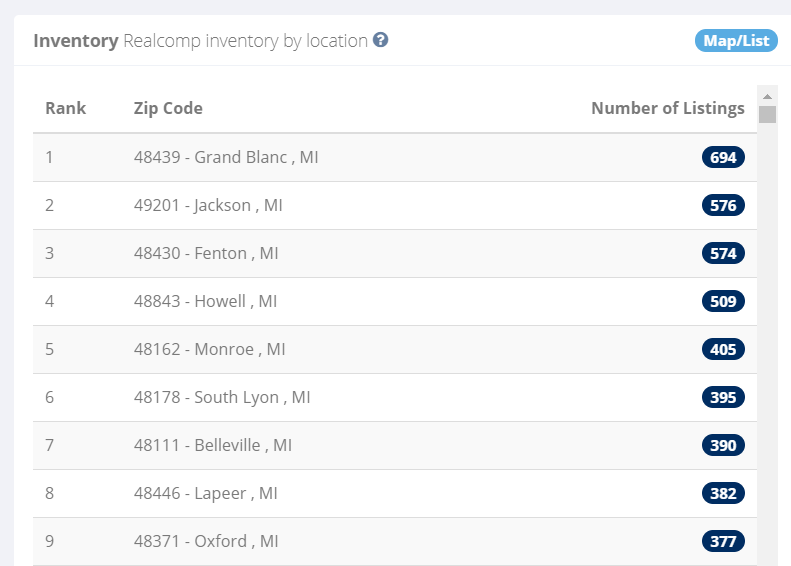 Inventory Realcomp inventory by location ?
Map/List
Rank Zip Code Number of Listings
1 48439 - Grand Blanc , MI 694
2 49201 - Jackson , MI 576
3 48430 - Fenton , MI 574
4 48843 - Howell , MI 509
5 48162 - Monroe , MI 405
6 48178 - South Lyon , MI 395
7 48111 - Belleville , MI 390
8 48446 - Lapeer , MI 382
9 48371 - Oxford , MI 377